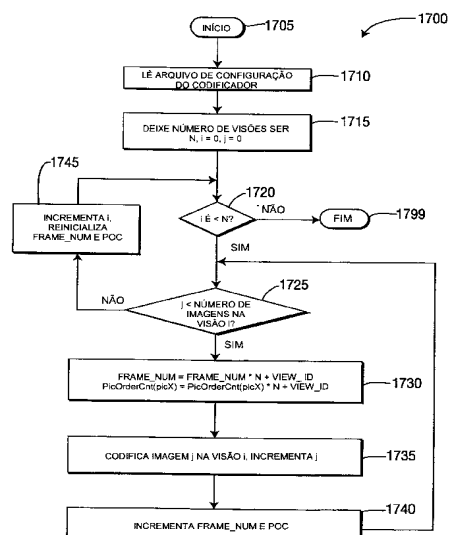 INÍCIO
1705
1700
LÊ ARQUIVO DE CONFIGURAÇÃO
DO CODIFICADOR
1710
DEIXE NÚMERO DE VISÕES SER
N, i = 0, j = 0
1715
1745
INCREMENTA i,
REINICIALIZA
FRAME_NUM E POC
1720
i É < N?
NÃO
FIM
1799
SIM
1725
j < NÚMERO DE
IMAGENS NA
VISÃO I?
NÃO
SIM
FRAME_NUM = FRAME_NUM * N + VIEW_ID
PicOrderCnt(picX) = PicOrderCnt(picX) * N + VIEW_ID
1730
CODIFICA IMAGEM j NA VISÃO i, INCREMENTA j
1735
INCREMENTA FRAME_NUM E POC
1740